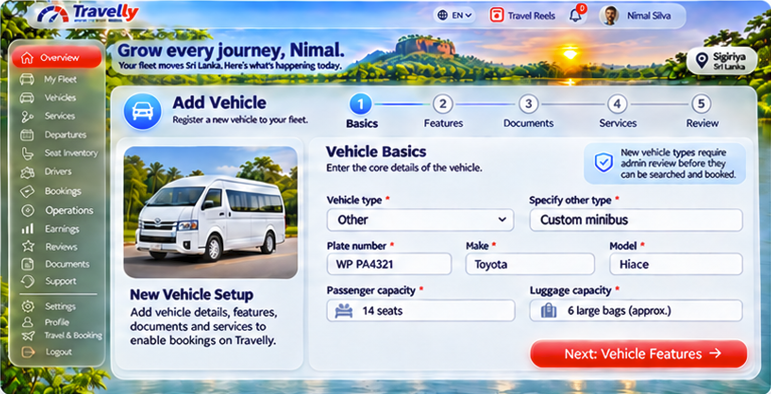 Travelly
EN
Travel Reels
Nimal Silva
Grow every journey, Nimal.
Your fleet moves Sri Lanka. Here's what's happening today.
Sigiriya
Sri Lanka
Overview
My Fleet
Vehicles
Services
Departures
Seat Inventory
Drivers
Bookings
Operations
Earnings
Reviews
Documents
Support
Settings
Profile
Travel & Booking
Logout
Add Vehicle
Register a new vehicle to your fleet.
1
2
3
4
5
Basics
Features
Documents
Services
Review
New Vehicle Setup
Add vehicle details, features,
documents and services to
enable bookings on Travelly.
Vehicle Basics
Enter the core details of the vehicle.
New vehicle types require
admin review before they
can be searched and booked.
Vehicle type *
Other
Specify other type *
Custom minibus
Plate number *
WP PA4321
Make *
Toyota
Model *
Hiace
Passenger capacity *
14 seats
Luggage capacity *
6 large bags (approx.)
Next: Vehicle Features →